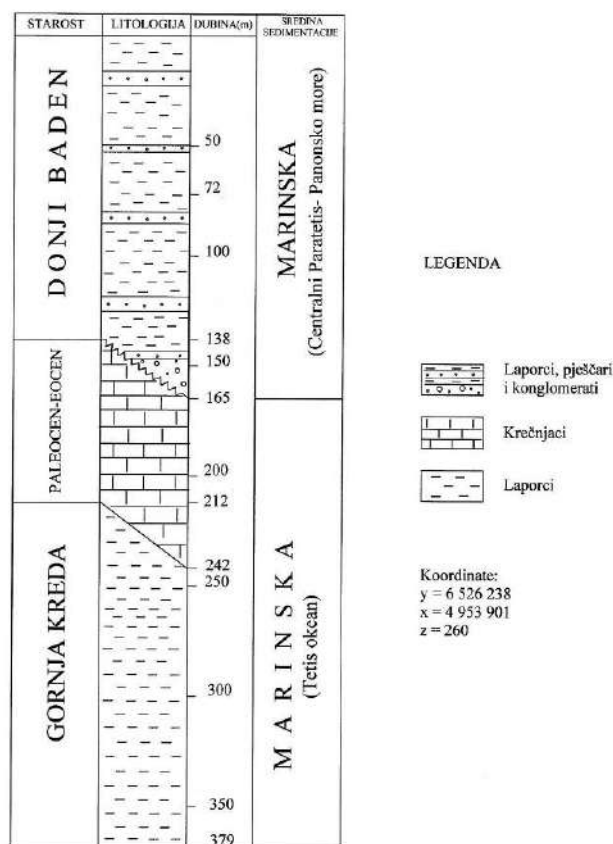 STAROST
LITOLOGIJA
DUBINA(m)
SREDINA
SEDIMENTACIJE
DONJI BADEN
PALEOCEN-EOCEN
GORNJA KREDA
50
72
100
138
150
165
200
212
242
250
300
350
379
MARINSKA
(Centralni Paratetis- Panonsko more)
MARINSKA
(Tetis okean)
LEGENDA
Laporci, pješčari
i konglomerati
Krečnjaci
Laporci
Koordinate:
y = 6 526 238
x = 4 953 901
z = 260